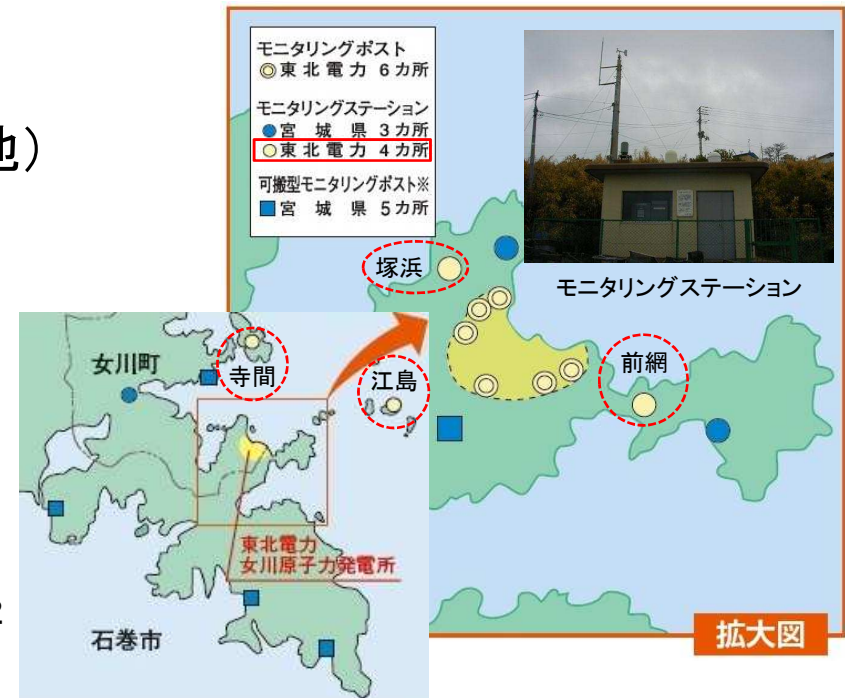 モニタリングポスト
◎東北電力 6カ所
モニタリングステーション
●宮城県 3カ所
○東北電力 4カ所
可搬型モニタリングポスト※
■宮城県 5カ所
也）
塚浜
モニタリングステーション
女川町
寺間
江島
前網
東北電力
女川原子力発電所
石巻市
拡大図